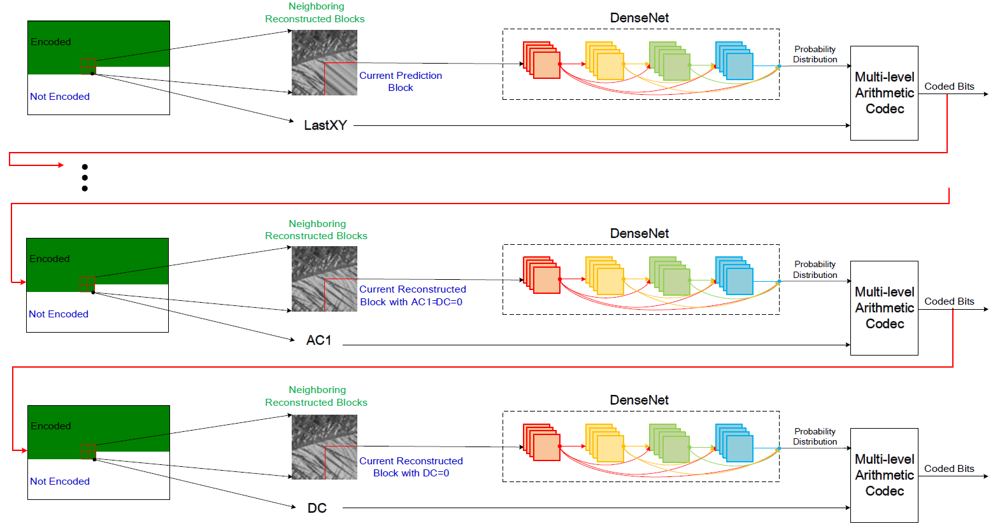 Neighboring
Reconstructed Blocks
DenseNet
Encoded
Not Encoded
Current Prediction
Block
LastXY
Probability
Distribution
Multi-level
Arithmetic
Codec
Coded Bits
Neighboring
Reconstructed Blocks
DenseNet
Encoded
Not Encoded
Current Reconstructed
Block with AC1=DC=0
AC1
Probability
Distribution
Multi-level
Arithmetic
Codec
Coded Bits
Neighboring
Reconstructed Blocks
DenseNet
Encoded
Not Encoded
Current Reconstructed
Block with DC=0
DC
Probability
Distribution
Multi-level
Arithmetic
Codec
Coded Bits